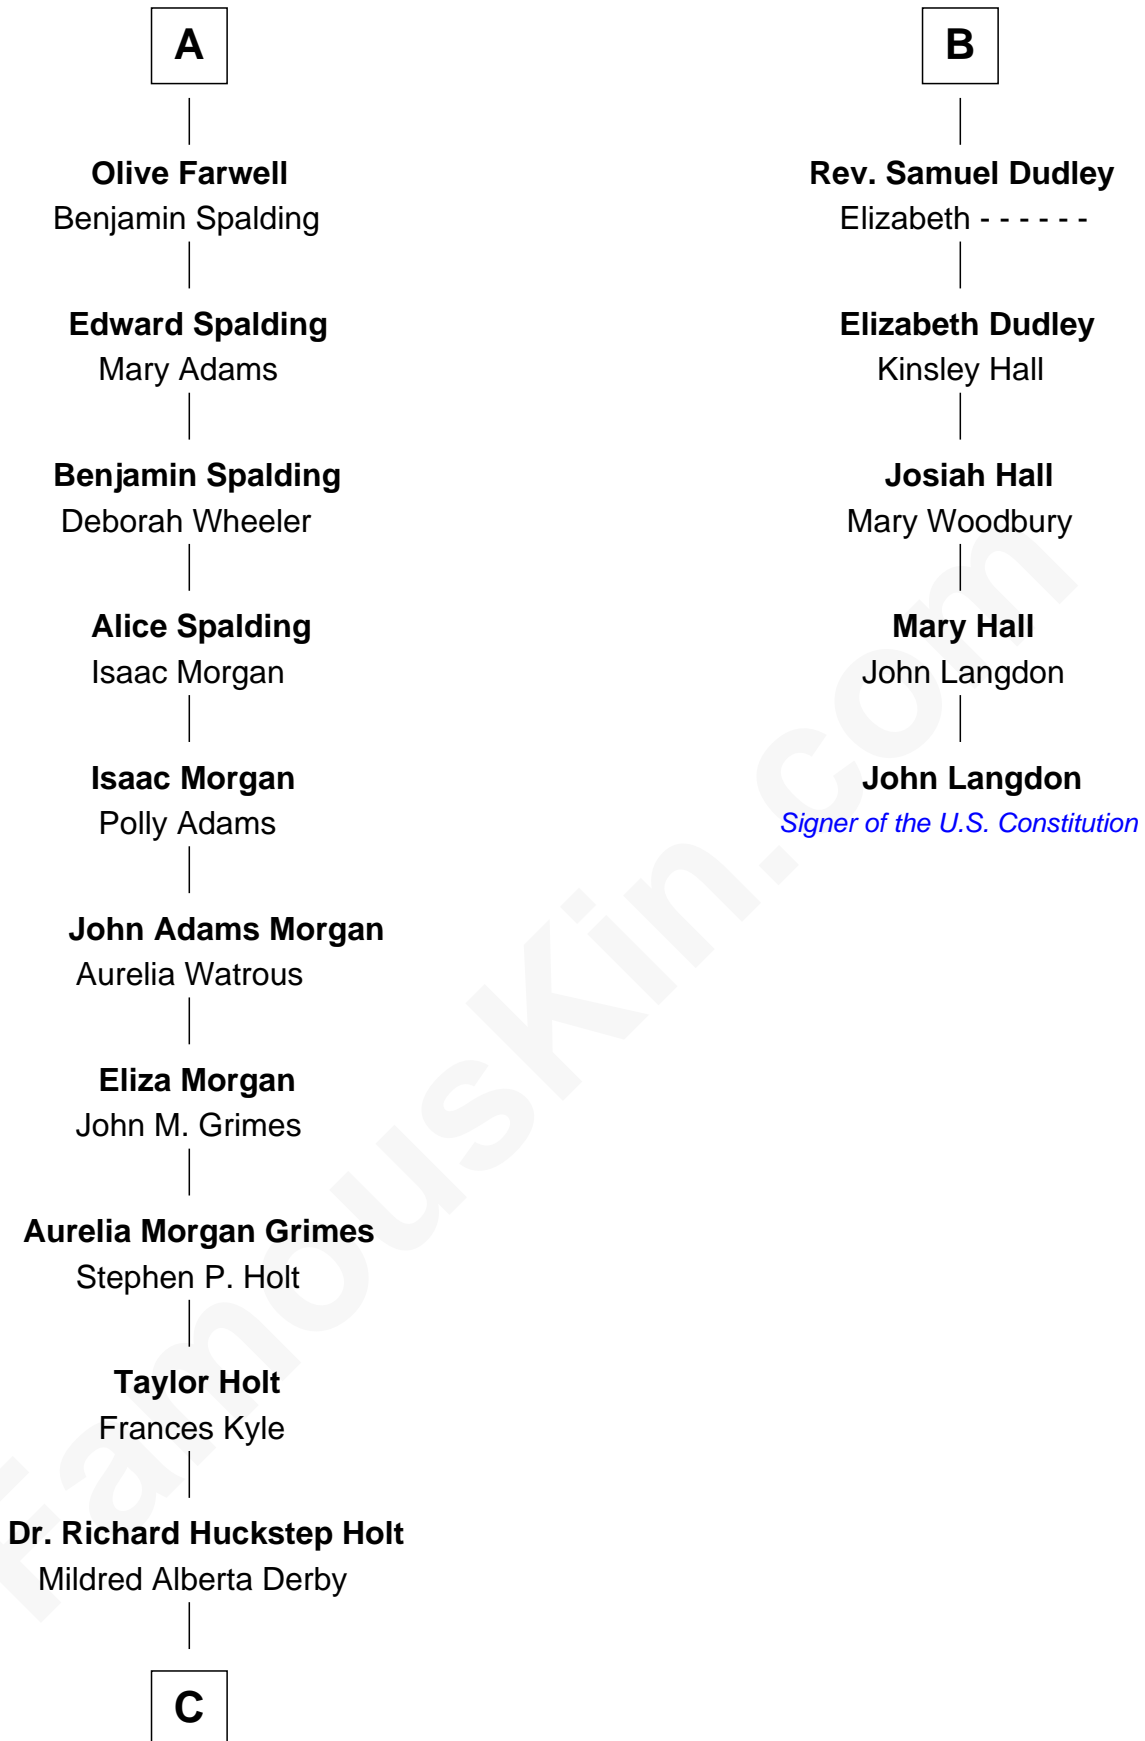 A
Olive Farwell
Benjamin Spalding
Edward Spalding
Mary Adams
Benjamin Spalding
Deborah Wheeler
Alice Spalding
Isaac Morgan
Isaac Morgan
Polly Adams
John Adams Morgan
Aurelia Watrous
Eliza Morgan
John M. Grimes
Aurelia Morgan Grimes
Stephen P. Holt
Taylor Holt
Frances Kyle
Dr. Richard Huckstep Holt
Mildred Alberta Derby
C
B
Rev. Samuel Dudley
Elizabeth - - - - - -
Elizabeth Dudley
Kinsley Hall
Josiah Hall
Mary Woodbury
Mary Hall
John Langdon
John Langdon
Signer of the U.S. Constitution
FamousKin.com